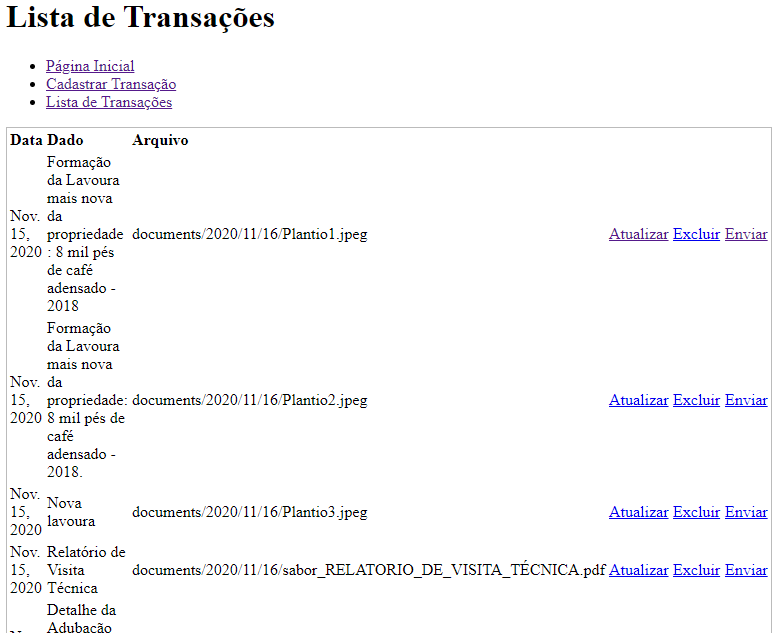 Lista de Transações
Página Inicial
Cadastrar Transação
Lista de Transações
Data Dado Arquivo
Nov. 15, 2020
Formação
da Lavoura
mais nova
da
propriedade
: 8 mil pés
de café
adensado -
2018
documents/2020/11/16/Plantio1.jpeg
Atualizar Excluir Enviar
Nov. 15, 2020
Formação
da Lavoura
mais nova
da
propriedade:
8 mil pés de
café
adensado -
2018.
documents/2020/11/16/Plantio2.jpeg
Atualizar Excluir Enviar
Nov. 15, 2020
Nova
lavoura
documents/2020/11/16/Plantio3.jpeg
Atualizar Excluir Enviar
Nov. 15, 2020
Relatório de
Visita
Técnica
documents/2020/11/16/sabor_RELATORIO_DE_VISITA_TÉCNICA.pdf
Atualizar Excluir Enviar
Detalhe da
Adubação